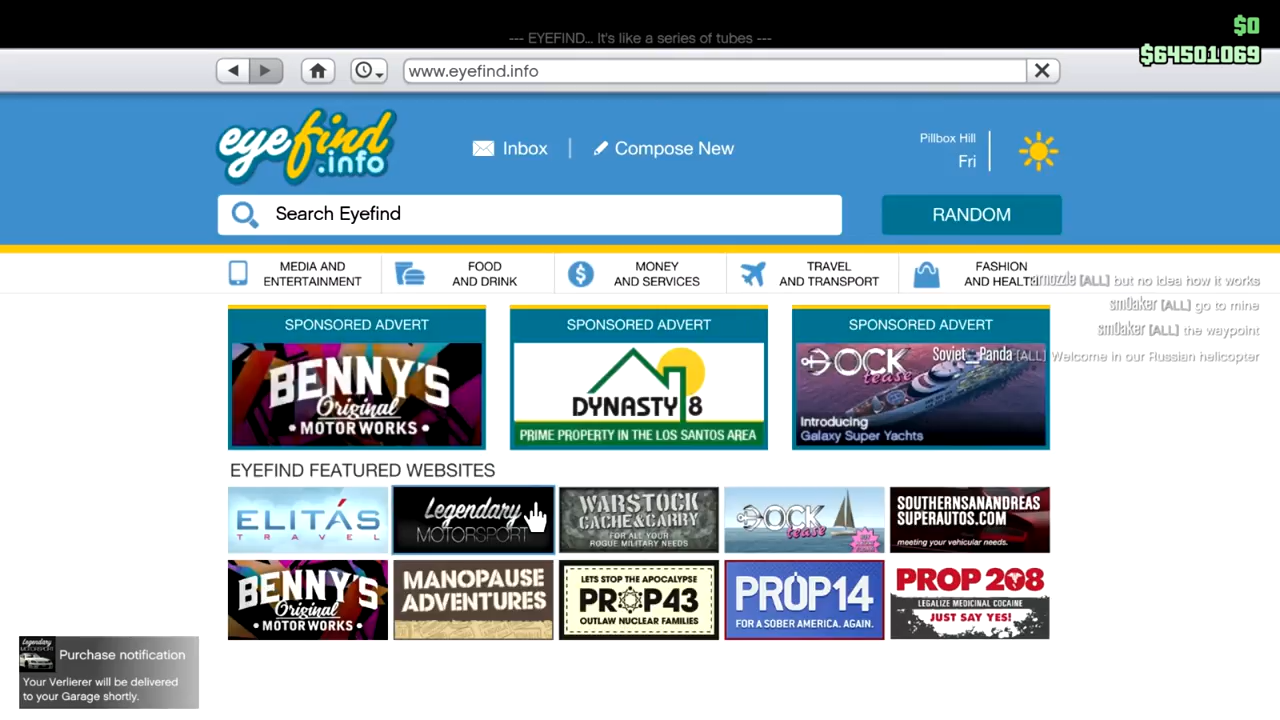 --- EYEFIND... It's like a series of tubes ---
$0
$64501069
www.eyefind.info
eyefind
.info
Inbox
Compose New
Pillbox Hill
Fri
Search Eyefind
RANDOM
MEDIA AND
ENTERTAINMENT
FOOD
AND DRINK
MONEY
AND SERVICES
TRAVEL
AND TRANSPORT
FASHION
AND HEALTH
[ALL] but no idea how it works
sm0aker [ALL] go to mine
sm0aker [ALL] the waypoint
Soviet_Panda [ALL] Welcome in our Russian helicopter
SPONSORED ADVERT
BENNY'S
Original
• MOTOR WORKS •
SPONSORED ADVERT
DYNASTY 8
PRIME PROPERTY IN THE LOS SANTOS AREA
SPONSORED ADVERT
DOCK
tease
Introducing
Galaxy Super Yachts
EYEFIND FEATURED WEBSITES
ELITÁS
TRAVEL
Legendary
MOTORSPORT
WARSTOCK
CACHE & CARRY
FOR ALL YOUR
ROGUE MILITARY NEEDS
DOCK
tease
SOUTHERNSANANDREAS
SUPERAUTOS.COM
meeting your vehicular needs.
BENNY'S
Original
• MOTOR WORKS •
MANOPAUSE
ADVENTURES
LETS STOP THE APOCALYPSE
PROP43
OUTLAW NUCLEAR FAMILIES
PROP14
FOR A SOBER AMERICA. AGAIN.
PROP 208
LEGALIZE MEDICINAL COCAINE
JUST SAY YES!
Legendary
MOTORSPORT
Purchase notification
Your Verlierer will be delivered
to your Garage shortly.